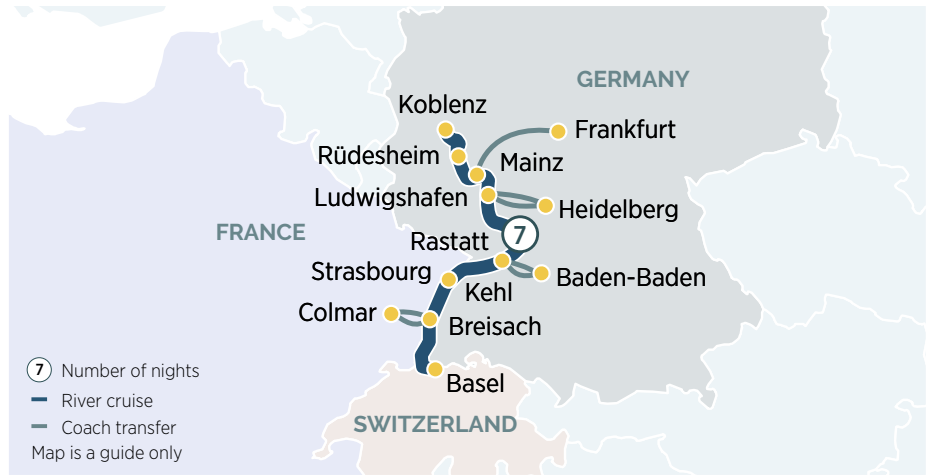 GERMANY
Koblenz
Frankfurt
Rüdesheim
Mainz
Ludwigshafen
Heidelberg
FRANCE
7
Rastatt
Strasbourg
Baden-Baden
Kehl
Colmar
Breisach
Basel
SWITZERLAND
7 Number of nights
River cruise
Coach transfer
Map is a guide only